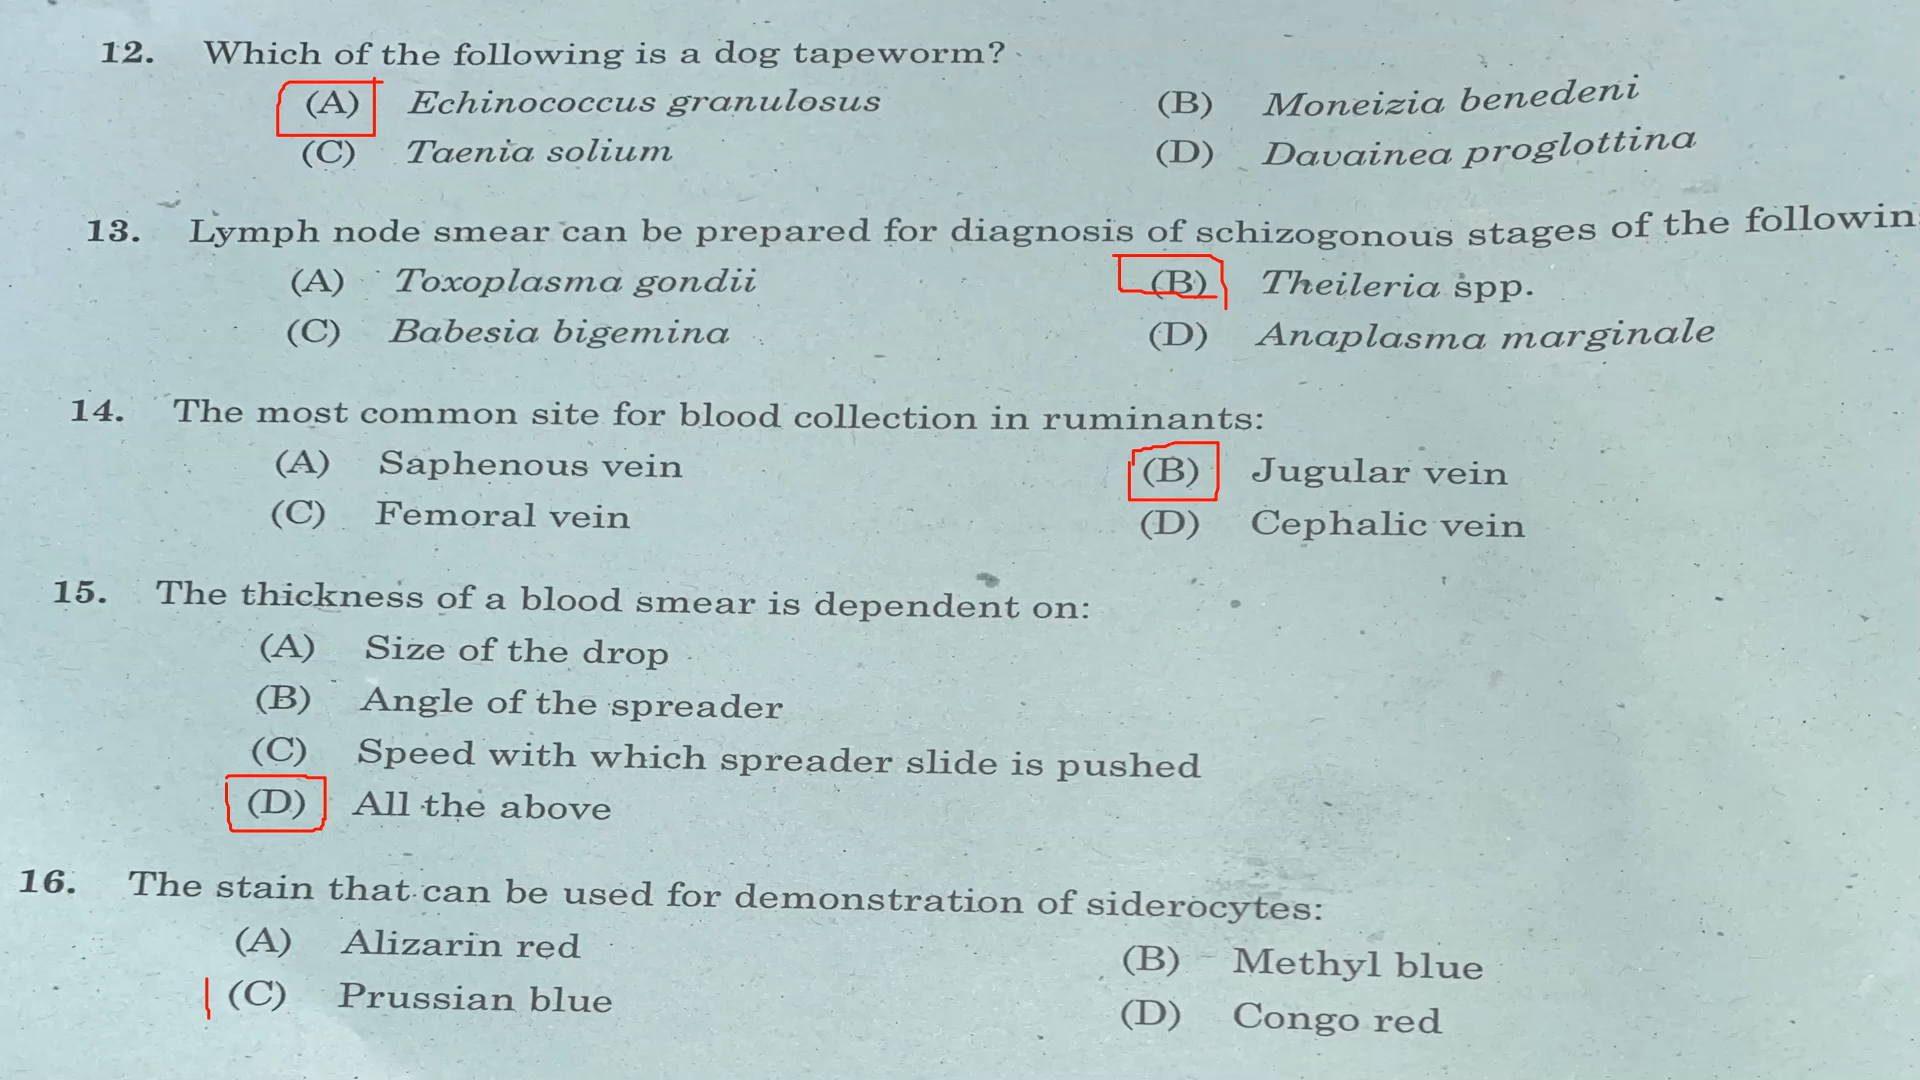 12. Which of the following is a dog tapeworm?
(A) Echinococcus granulosus (B) Moneizia benedeni
(C) Taenia solium (D) Davainea proglottina
13. Lymph node smear can be prepared for diagnosis of schizogonous stages of the followin
(A) Toxoplasma gondii (B) Theileria spp.
(C) Babesia bigemina (D) Anaplasma marginale
14. The most common site for blood collection in ruminants:
(A) Saphenous vein (B) Jugular vein
(C) Femoral vein (D) Cephalic vein
15. The thickness of a blood smear is dependent on:
(A) Size of the drop
(B) Angle of the spreader
(C) Speed with which spreader slide is pushed
(D) All the above
16. The stain that can be used for demonstration of siderocytes:
(A) Alizarin red (B) Methyl blue
(C) Prussian blue (D) Congo red